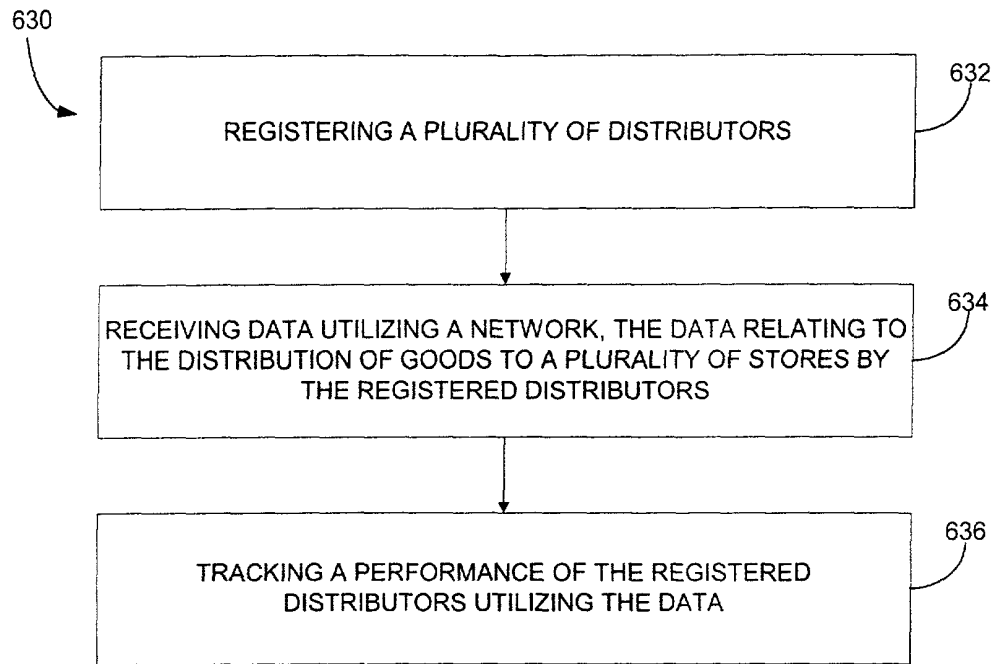 630
632
REGISTERING A PLURALITY OF DISTRIBUTORS
634
RECEIVING DATA UTILIZING A NETWORK, THE DATA RELATING TO
THE DISTRIBUTION OF GOODS TO A PLURALITY OF STORES BY
THE REGISTERED DISTRIBUTORS
636
TRACKING A PERFORMANCE OF THE REGISTERED
DISTRIBUTORS UTILIZING THE DATA